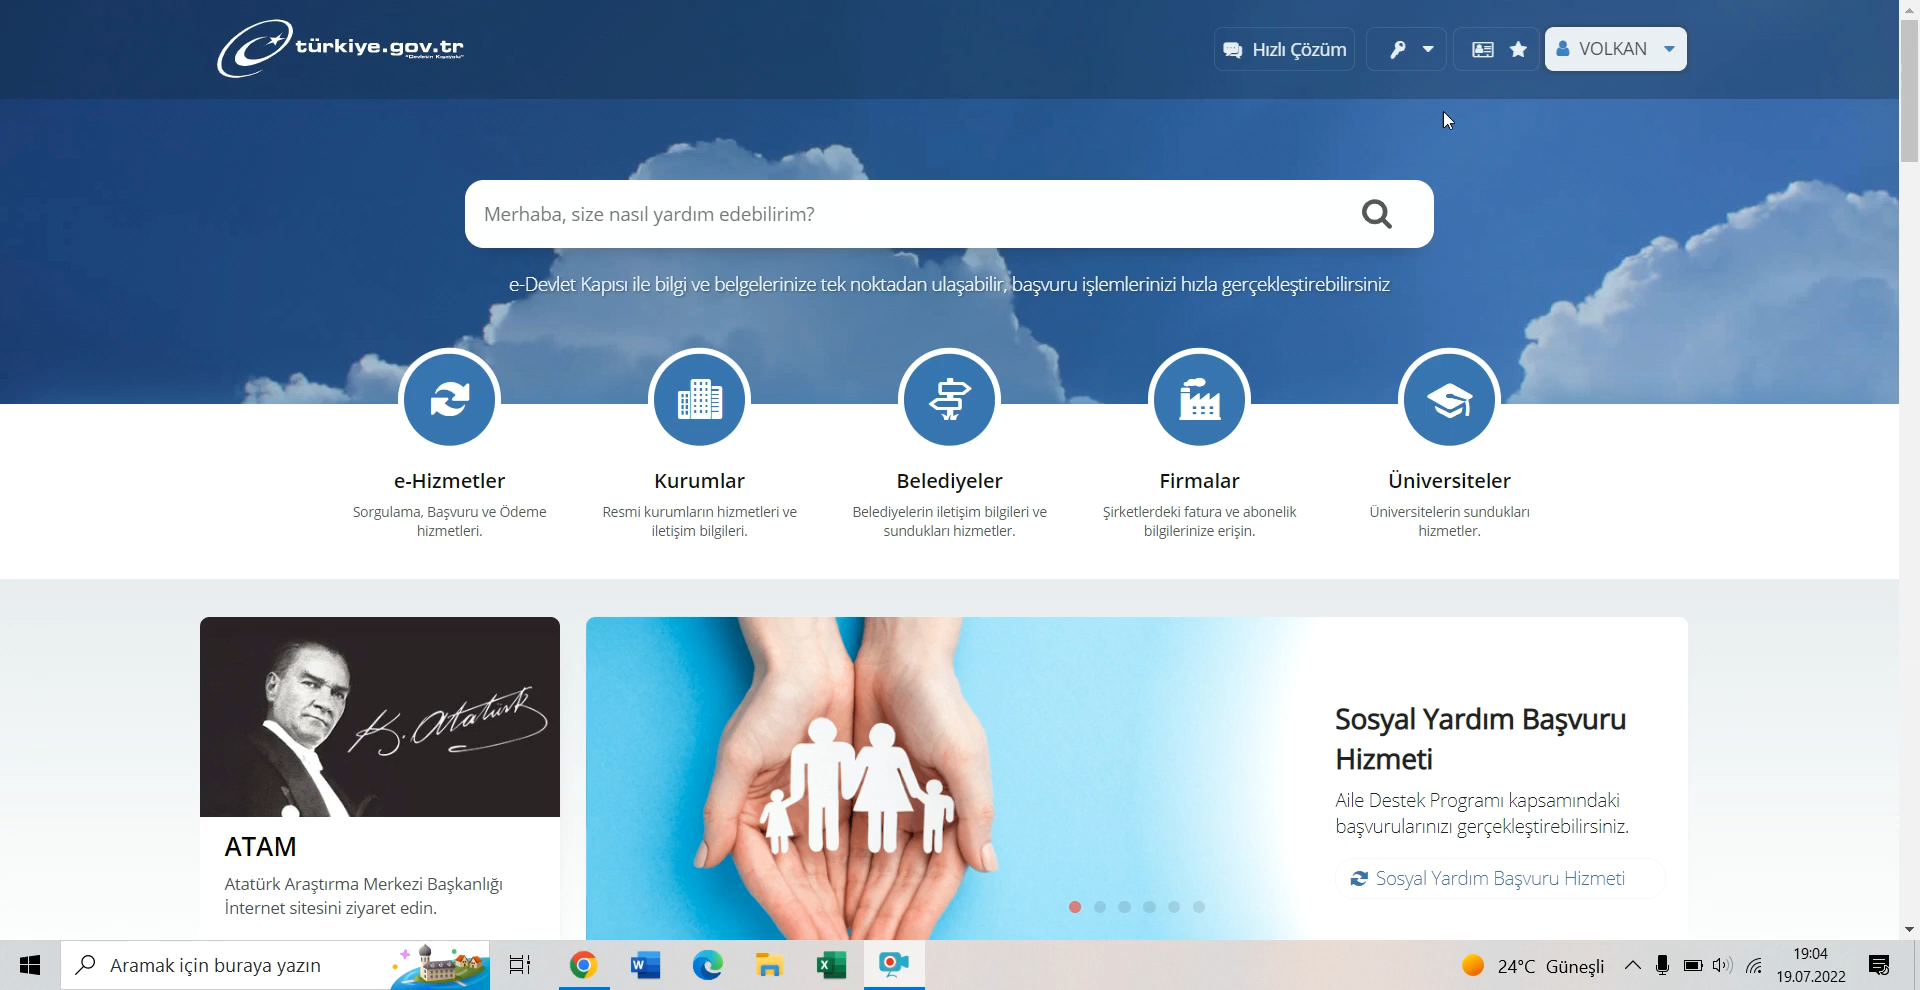 türkiye.gov.tr
"Devletin Kısayolu"
Hızlı Çözüm
VOLKAN
Merhaba, size nasıl yardım edebilirim?
e-Devlet Kapısı ile bilgi ve belgelerinize tek noktadan ulaşabilir, başvuru işlemlerinizi hızla gerçekleştirebilirsiniz
e-Hizmetler
Sorgulama, Başvuru ve Ödeme
hizmetleri.
Kurumlar
Resmi kurumların hizmetleri ve
iletişim bilgileri.
Belediyeler
Belediyelerin iletişim bilgileri ve
sundukları hizmetler.
Firmalar
Şirketlerdeki fatura ve abonelik
bilgilerinize erişin.
Üniversiteler
Üniversitelerin sundukları
hizmetler.
K. Atatürk
ATAM
Atatürk Araştırma Merkezi Başkanlığı
İnternet sitesini ziyaret edin.
Sosyal Yardım Başvuru
Hizmeti
Aile Destek Programı kapsamındaki
başvurularınızı gerçekleştirebilirsiniz.
Sosyal Yardım Başvuru Hizmeti
Aramak için buraya yazın
24°C Güneşli
19:04
19.07.2022